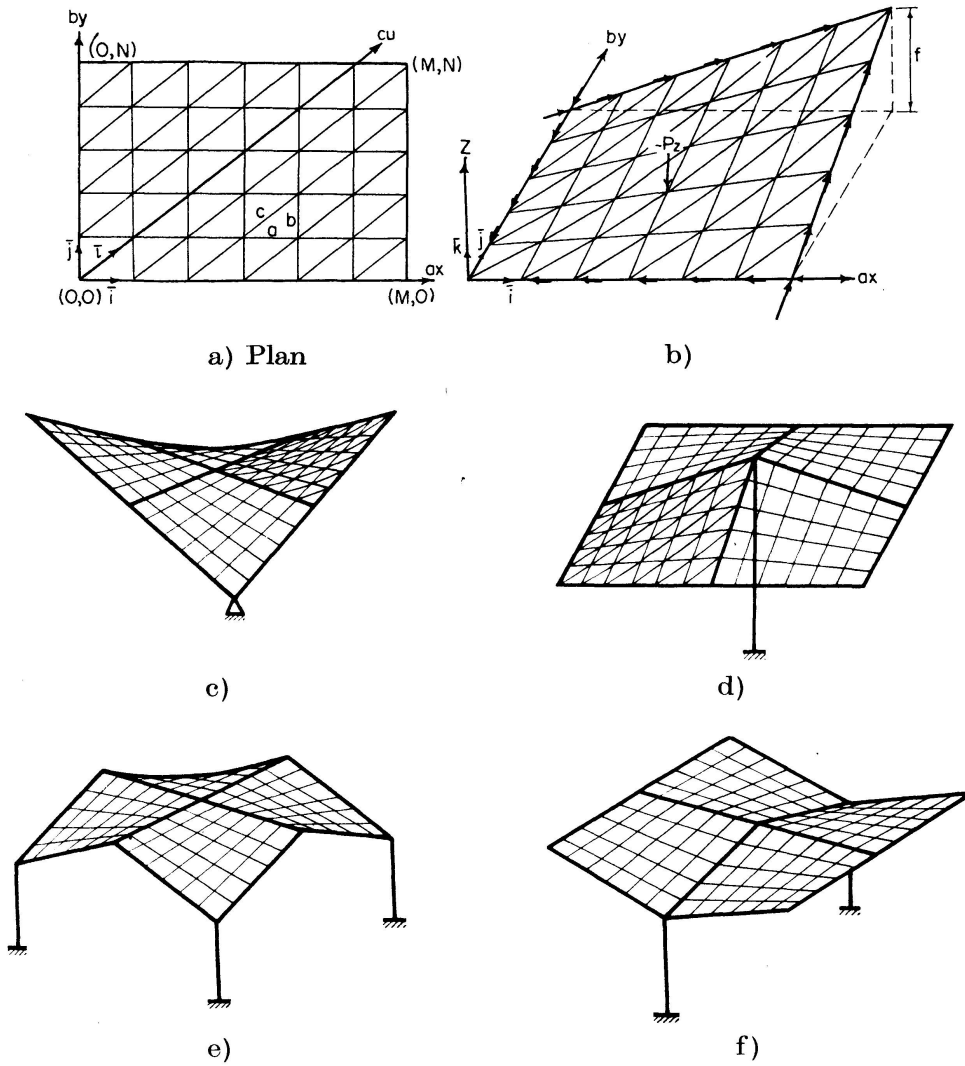 by
(O,N)
cu
(M,N)
c
b
a
j̄
ī
ax
(O,O) ī
(M,O)
a) Plan
by
f
Z
-Pz
k̄
j̄
ī
ax
b)
c)
d)
e)
f)